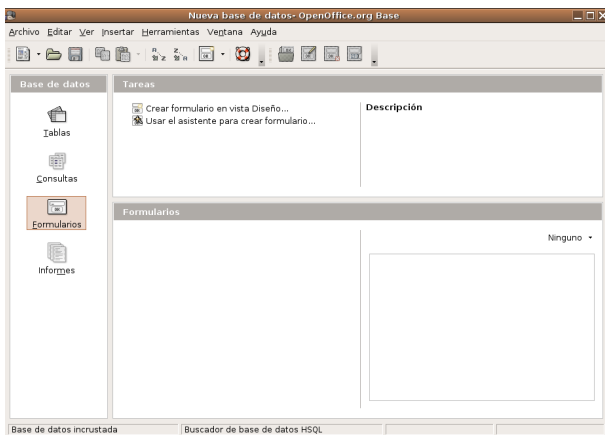 Nueva base de datos- OpenOffice.org Base
Archivo Editar Ver Insertar Herramientas Ventana Ayuda
Base de datos
Tablas
Consultas
Formularios
Informes
Tareas
Crear formulario en vista Diseño...
Usar el asistente para crear formulario...
Descripción
Formularios
Ninguno
Base de datos incrustada
Buscador de base de datos HSQL